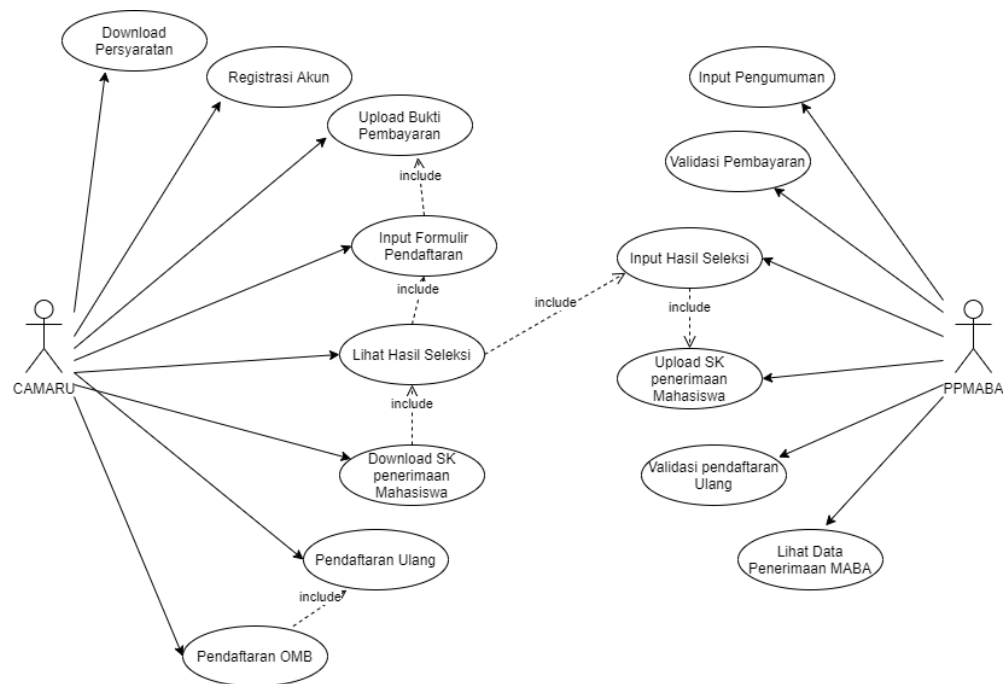 Download
Persyaratan
Registrasi Akun
Upload Bukti
Pembayaran
include
Input Formulir
Pendaftaran
include
Lihat Hasil Seleksi
include
include
Download SK
penerimaan
Mahasiswa
Pendaftaran Ulang
include
Pendaftaran OMB
CAMARU
Input Pengumuman
Validasi Pembayaran
Input Hasil Seleksi
include
Upload SK
penerimaan
Mahasiswa
Validasi pendaftaran
Ulang
Lihat Data
Penerimaan MABA
PPMABA